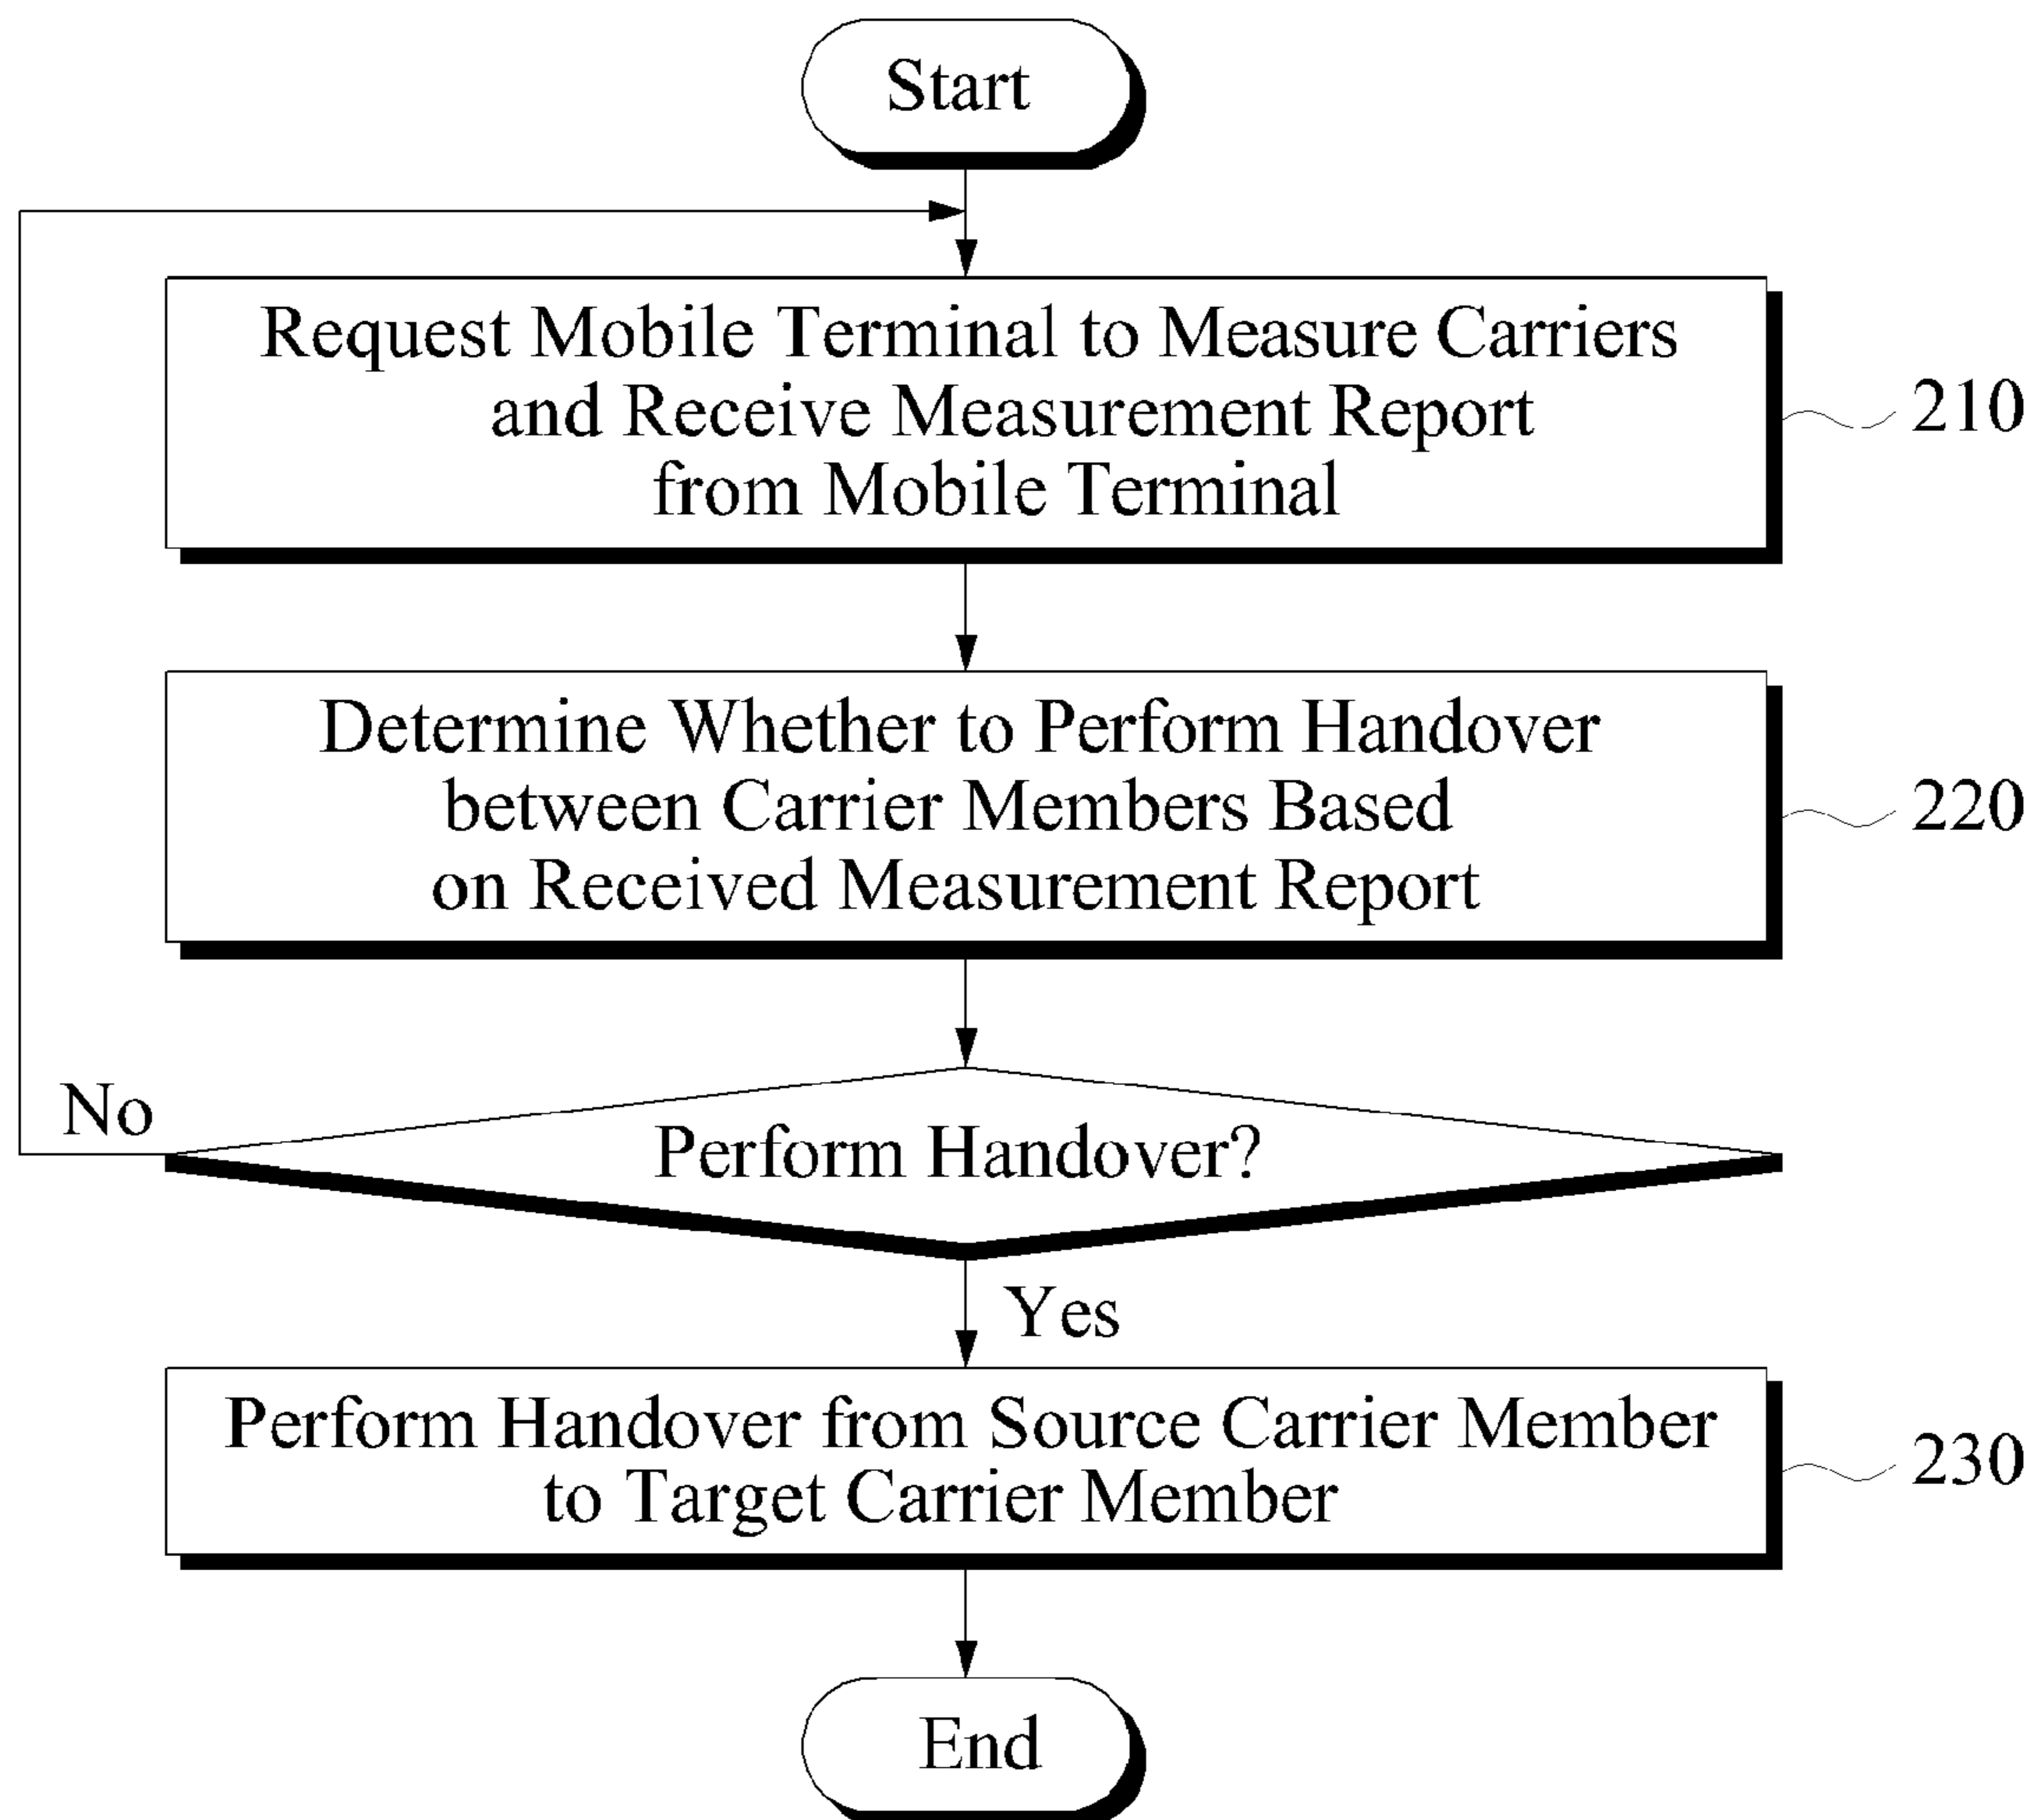 Start
Request Mobile Terminal to Measure Carriers
and Receive Measurement Report
from Mobile Terminal
210
Determine Whether to Perform Handover
between Carrier Members Based
on Received Measurement Report
220
No
Perform Handover?
Yes
Perform Handover from Source Carrier Member
to Target Carrier Member
230
End